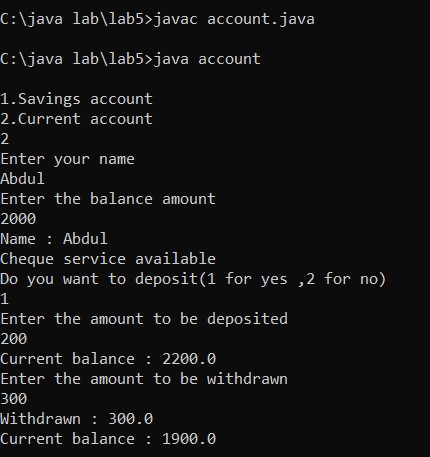 C:\java lab\lab5>javac account.java
C:\java lab\lab5>java account
1.Savings account
2.Current account
2
Enter your name
Abdul
Enter the balance amount
2000
Name : Abdul
Cheque service available
Do you want to deposit(1 for yes ,2 for no)
1
Enter the amount to be deposited
200
Current balance : 2200.0
Enter the amount to be withdrawn
300
Withdrawn : 300.0
Current balance : 1900.0